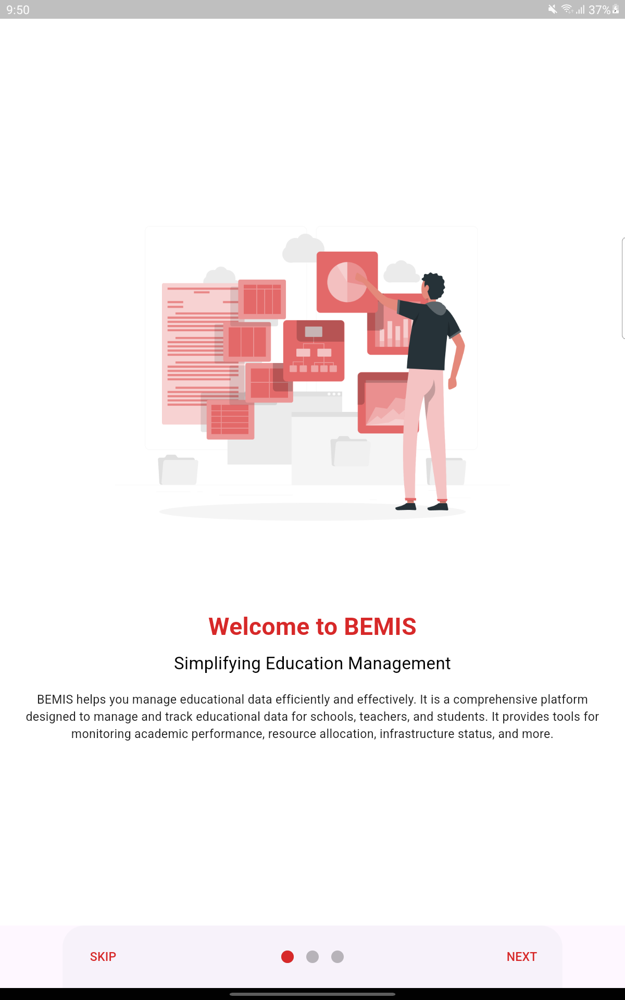 9:50
37%
Welcome to BEMIS
Simplifying Education Management
BEMIS helps you manage educational data efficiently and effectively. It is a comprehensive platform
designed to manage and track educational data for schools, teachers, and students. It provides tools for
monitoring academic performance, resource allocation, infrastructure status, and more.
SKIP
NEXT